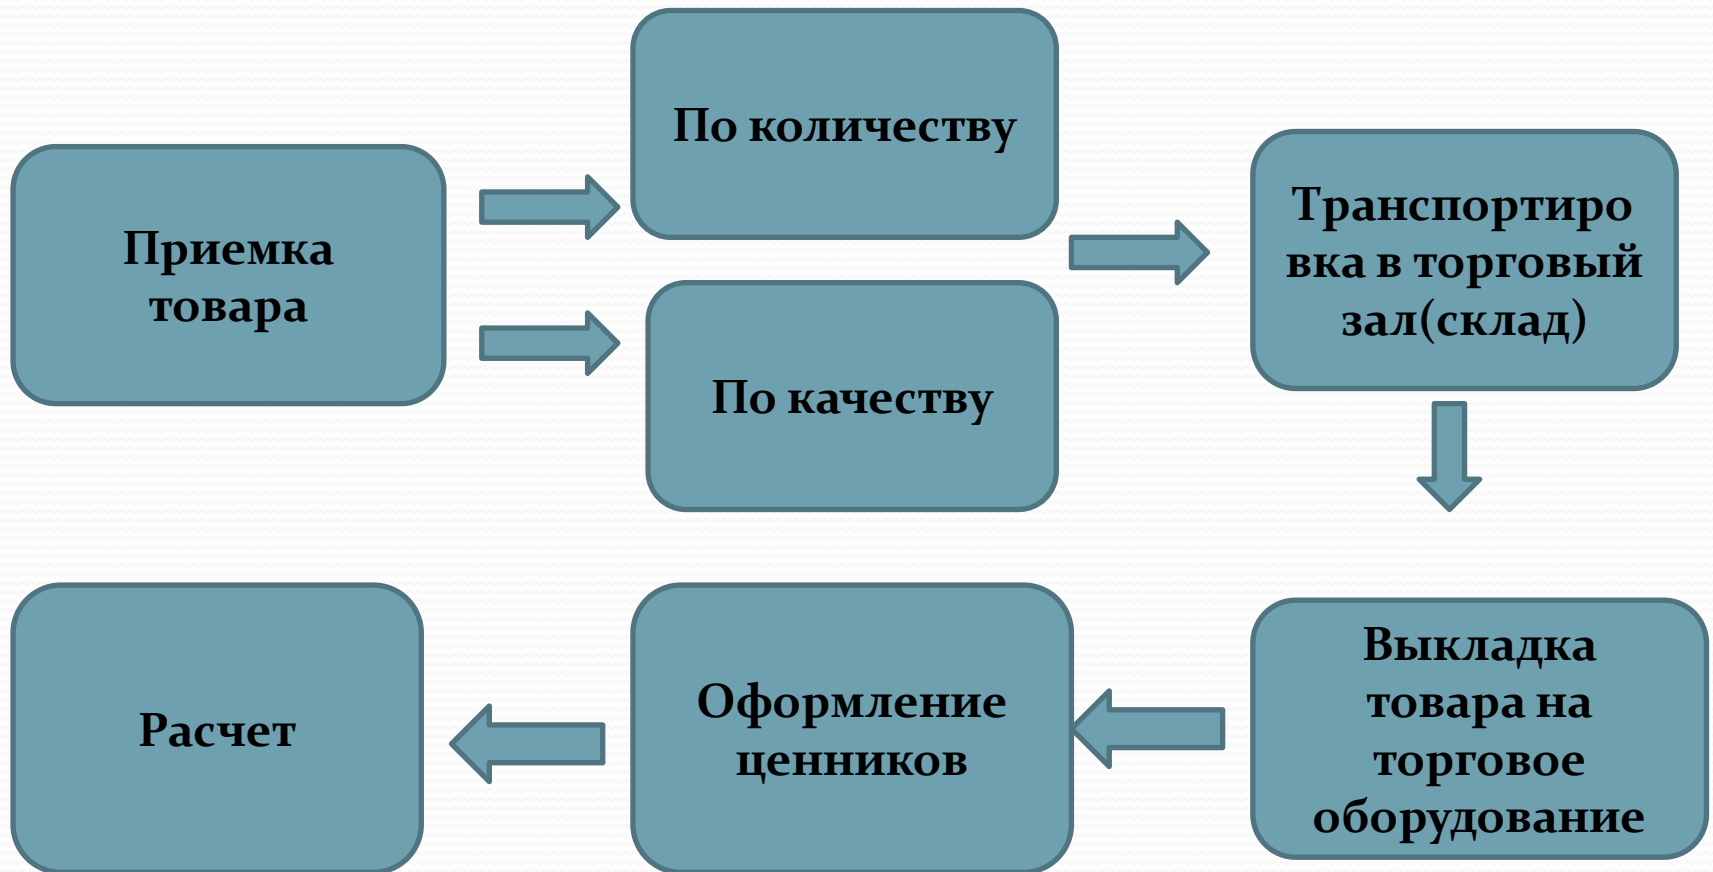 Приемка
товара
По количеству
По качеству
Транспортиро
вка в торговый
зал(склад)
Выкладка
товара на
торговое
оборудование
Оформление
ценников
Расчет